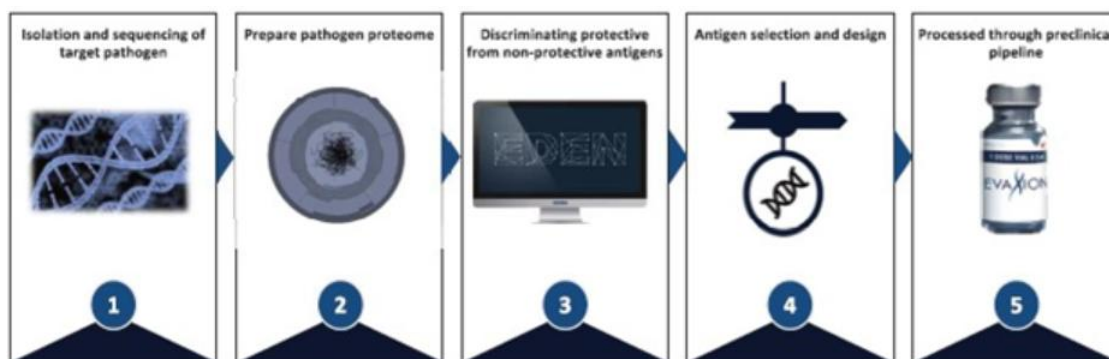 Isolation and sequencing of
target pathogen
Prepare pathogen proteome
Discriminating protective
from non-protective antigens
Antigen selection and design
Processed through preclinical
pipeline
EDEN
EVAXION
1
2
3
4
5